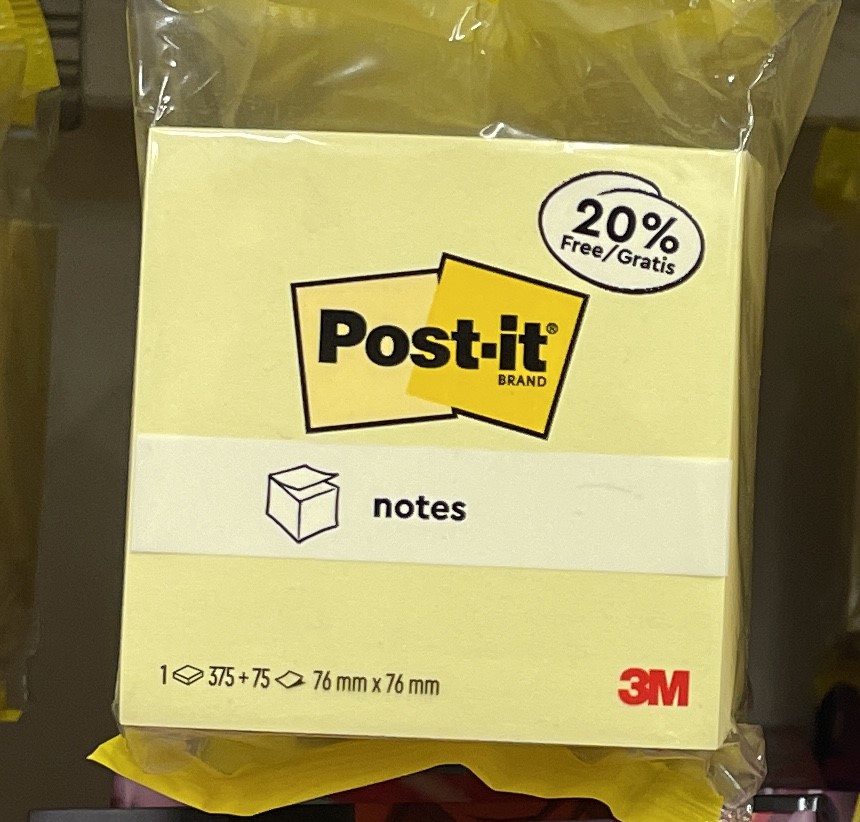 20%
Free/Gratis
Post-it®
BRAND
notes
1 375 + 75 76 mm x 76 mm
3M